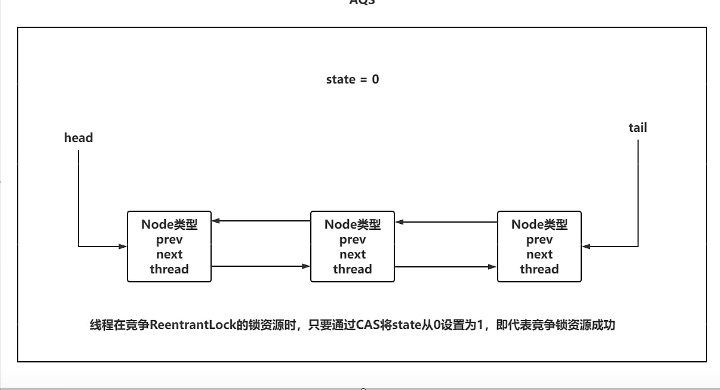 AQS
state = 0
head
tail
Node类型
prev
next
thread
Node类型
prev
next
thread
Node类型
prev
next
thread
线程在竞争ReentrantLock的锁资源时，只要通过CAS将state从0设置为1，即代表竞争锁资源成功